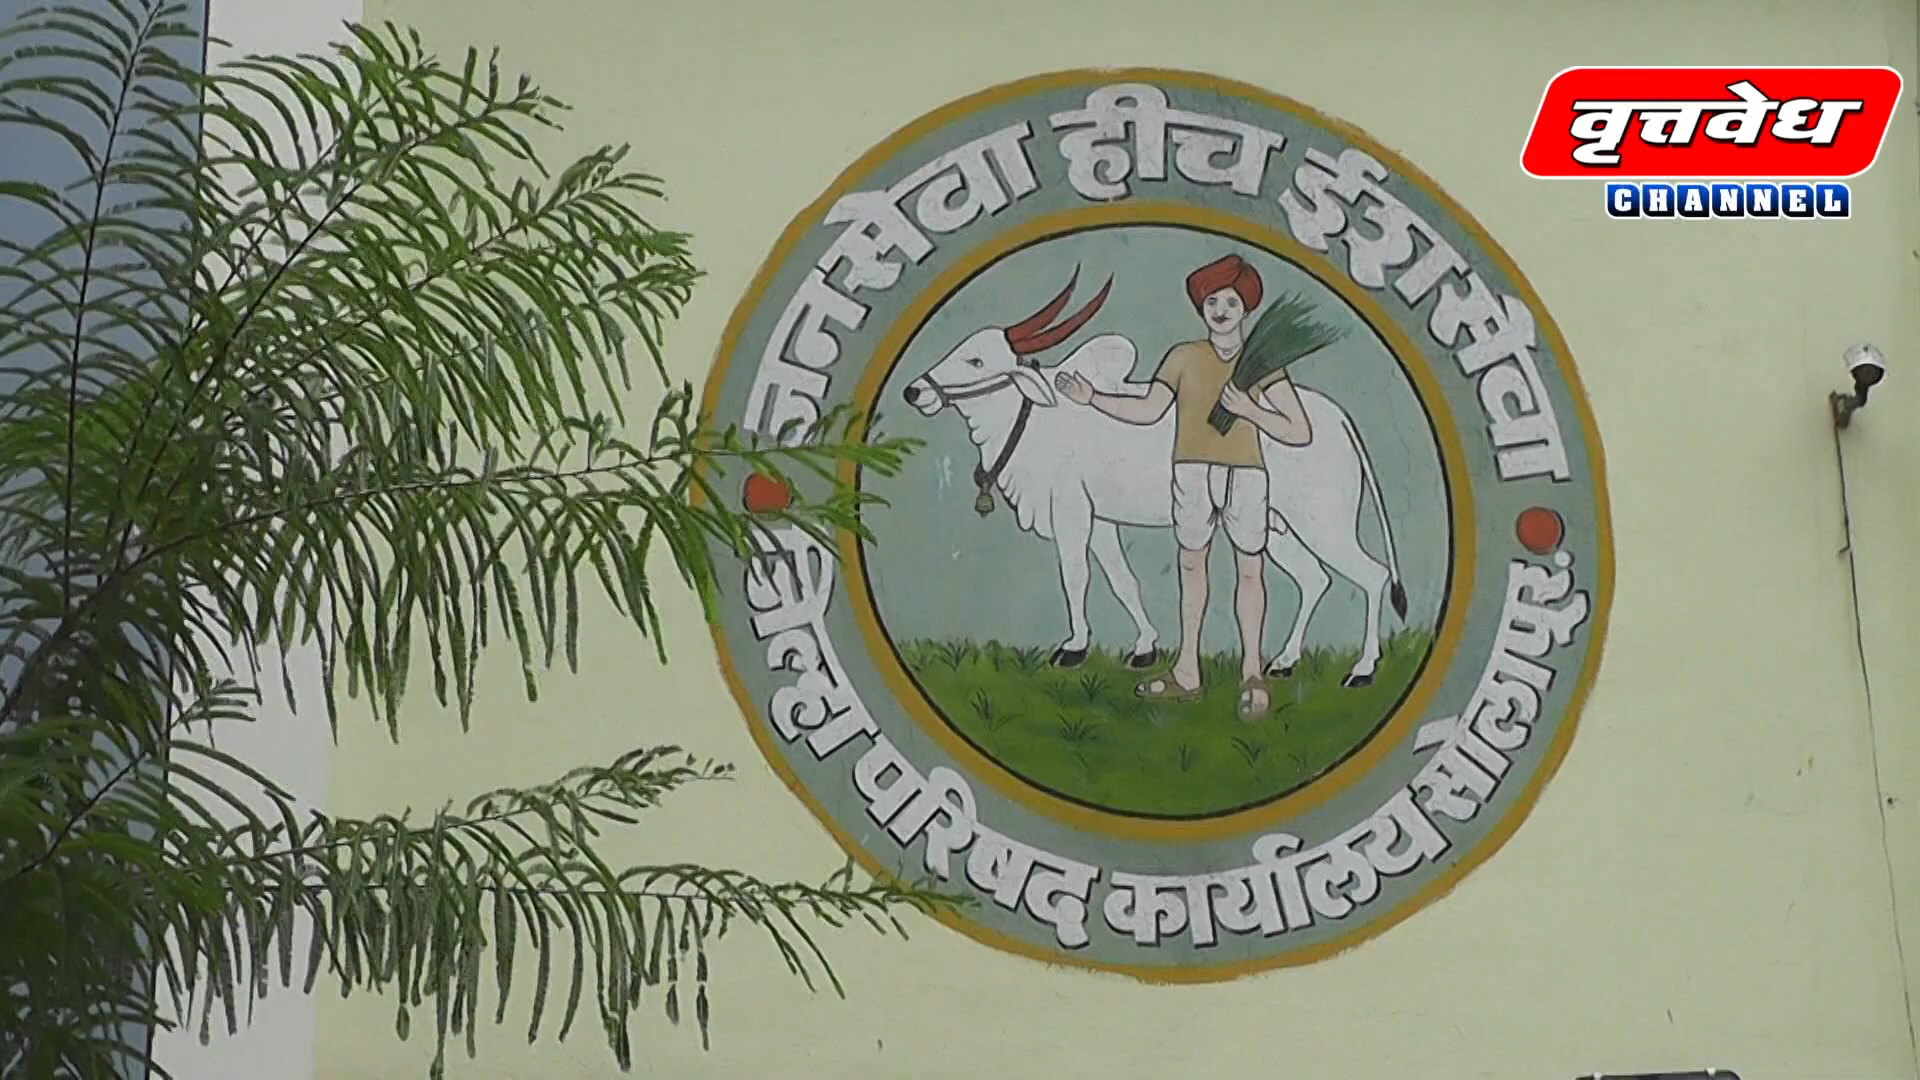 जनसेवा हीच ईशसेवा
जिल्हा परिषद कार्यालय सोलापूर.
वृत्तवेध
CHANNEL